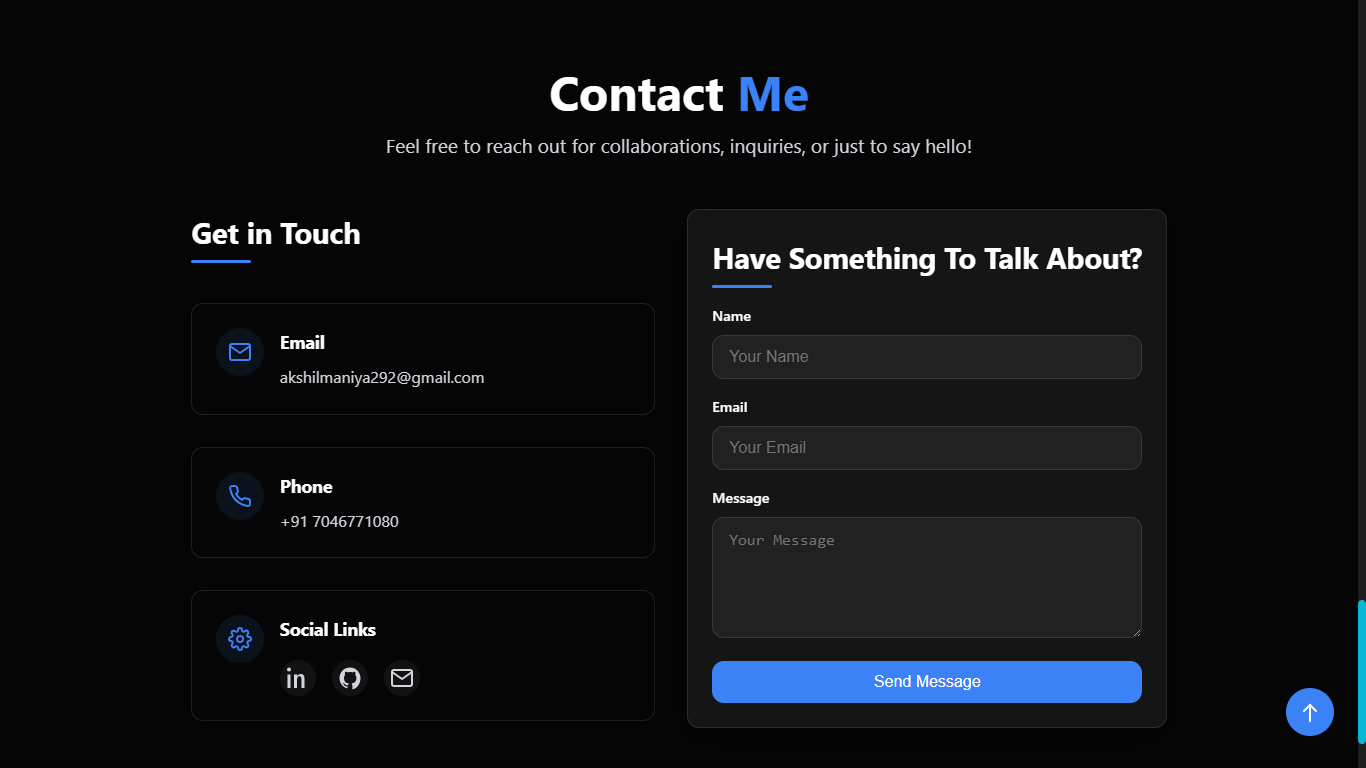 Contact Me
Feel free to reach out for collaborations, inquiries, or just to say hello!
Get in Touch
Email
akshilmaniya292@gmail.com
Phone
+91 7046771080
Social Links
in
Have Something To Talk About?
Name
Your Name
Email
Your Email
Message
Your Message
Send Message